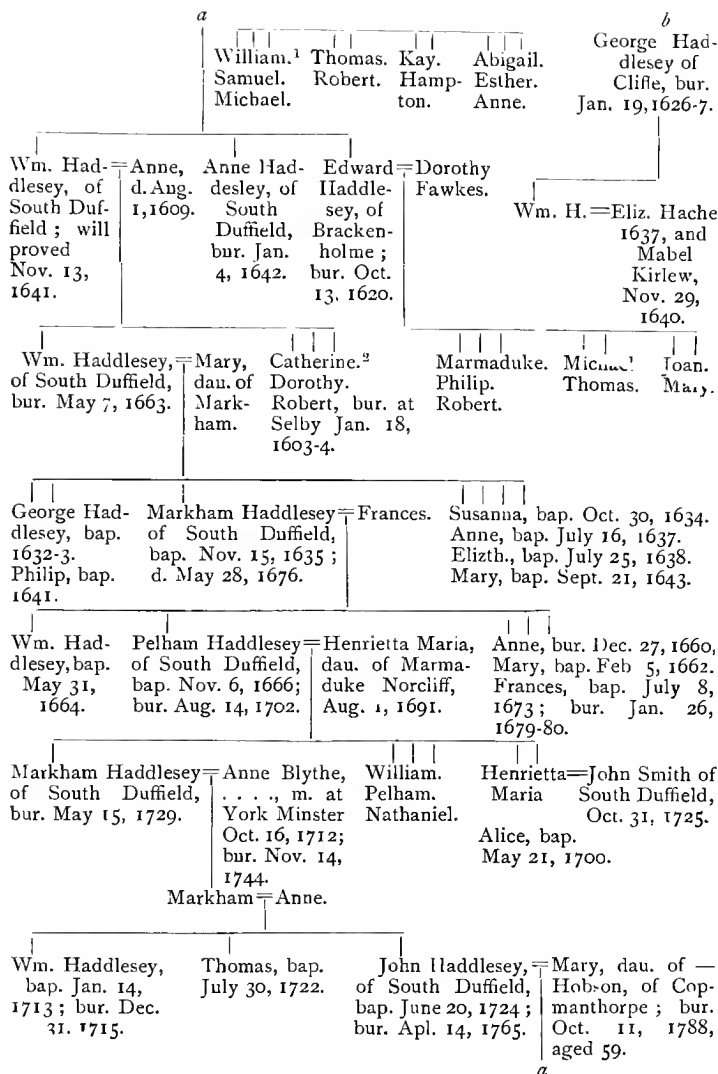 a
b
William.¹ Thomas. Kay. Abigail.
Samuel. Robert. Hamp- Esther.
Michael. ton. Anne.
George Had-
dlesey of
Cliffe, bur.
Jan. 19, 1626-7.
Wm. Had-
dlesey, of
South Duf-
field ; will
proved
Nov. 13,
1641.
Anne,
d. Aug.
1, 1609.
Anne Had-
desley, of
South
Duffield,
bur. Jan.
4, 1642.
Edward
Haddle-
sey, of
Bracken-
holme ;
bur. Oct.
13, 1620.
Dorothy
Fawkes.
Wm. H.=Eliz. Hache
1637, and
Mabel
Kirlew,
Nov. 29,
1640.
Wm. Haddlesey,
of South Duffield,
bur. May 7, 1663.
Mary,
dau. of
Mark-
ham.
Catherine.²
Dorothy.
Robert, bur. at
Selby Jan. 18,
1603-4.
Marmaduke.
Philip.
Robert.
Thomas.
Joan.
Mary.
George Had-
dlesey, bap.
1632-3.
Philip, bap.
1641.
Markham Haddlesey
of South Duffield,
bap. Nov. 15, 1635 ;
d. May 28, 1676.
Frances.
Susanna, bap. Oct. 30, 1634.
Anne, bap. July 16, 1637.
Elizth., bap. July 25, 1638.
Mary, bap. Sept. 21, 1643.
Wm. Had-
dlesey, bap.
May 31,
1664.
Pelham Haddlesey
of South Duffield,
bap. Nov. 6, 1666;
bur. Aug. 14, 1702.
Henrietta Maria,
dau. of Marma-
duke Norcliff,
Aug. 1, 1691.
Anne, bur. Dec. 27, 1660,
Mary, bap. Feb 5, 1662.
Frances, bap. July 8,
1673 ; bur. Jan. 26,
1679-80.
Markham Haddlesey
of South Duffield,
bur. May 15, 1729.
Anne Blythe,
. . . ., m. at
York Minster
Oct. 16, 1712;
bur. Nov. 14,
1744.
William.
Pelham.
Nathaniel.
Henrietta=John Smith of
Maria South Duffield,
Oct. 31, 1725.
Alice, bap.
May 21, 1700.
Markham=Anne.
Wm. Haddlesey,
bap. Jan. 14,
1713 ; bur. Dec.
31. 1715.
Thomas, bap.
July 30, 1722.
John Haddlesey,
of South Duffield,
bap. June 20, 1724 ;
bur. Apl. 14, 1765.
Mary, dau. of —
Hobson, of Cop-
manthorpe ; bur.
Oct. 11, 1788,
aged 59.
a